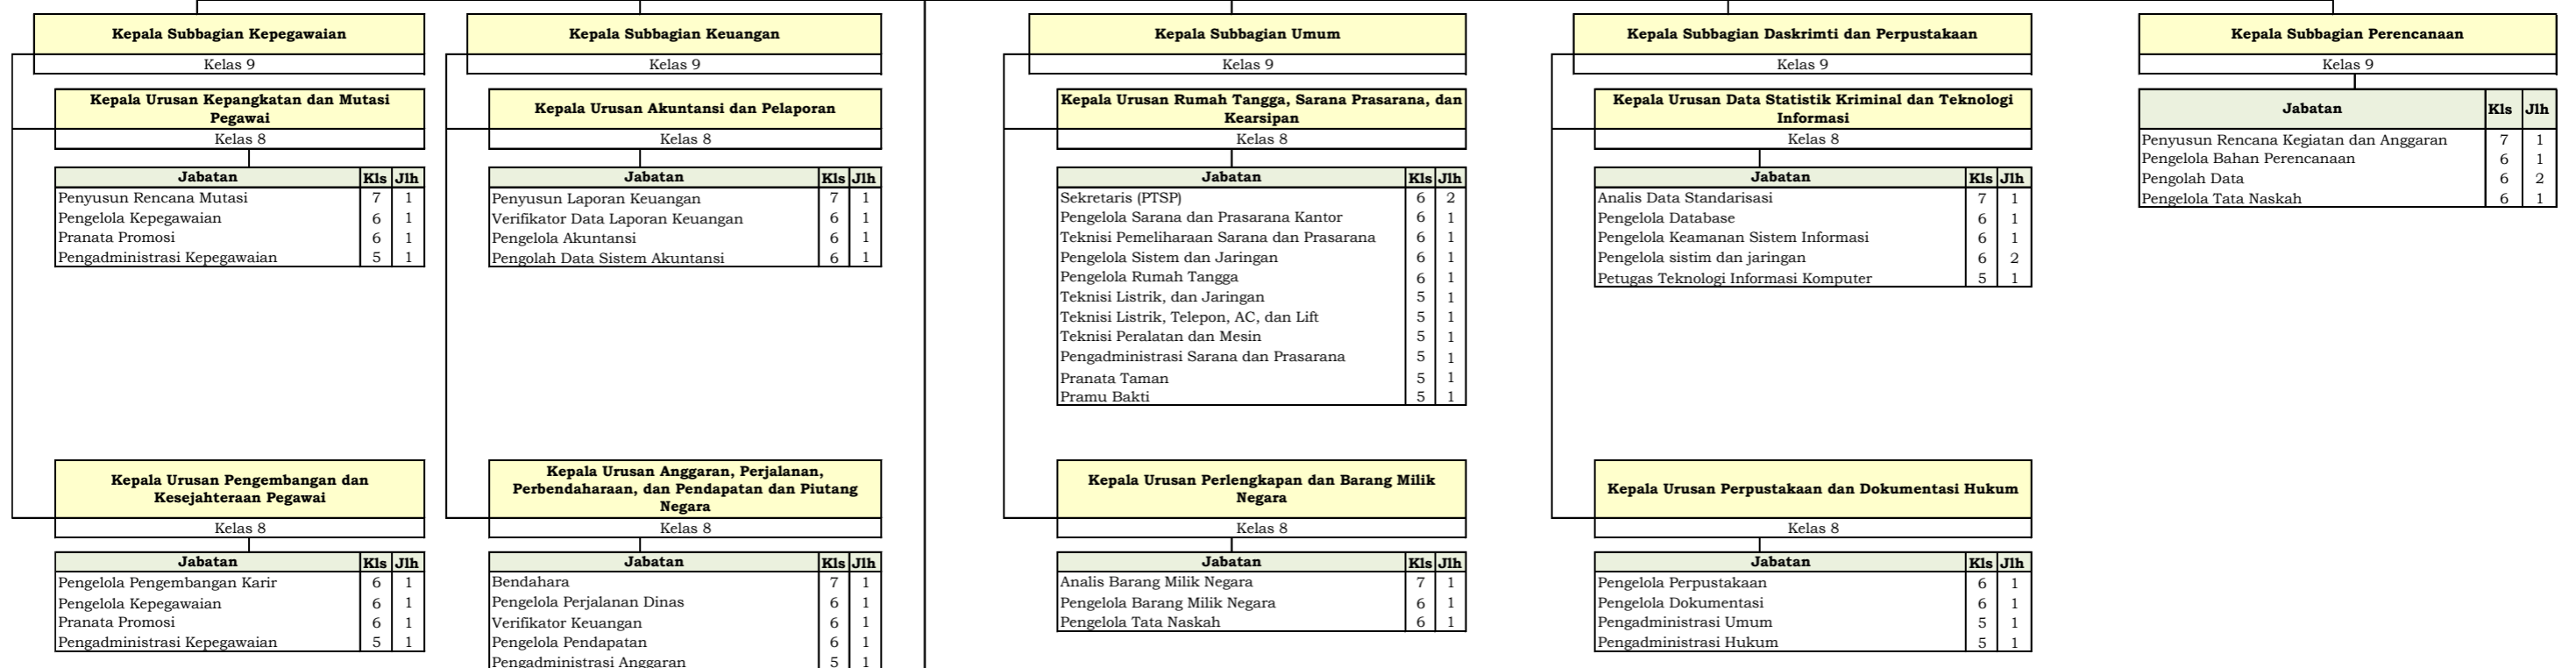 Kepala Subbagian Kepegawaian
Kelas 9
Kepala Urusan Kepangkatan dan Mutasi
Pegawai
Kelas 8
Jabatan Kls Jlh
Penyusun Rencana Mutasi 7 1
Pengelola Kepegawaian 6 1
Pranata Promosi 6 1
Pengadministrasi Kepegawaian 5 1
Kepala Urusan Pengembangan dan
Kesejahteraan Pegawai
Kelas 8
Jabatan Kls Jlh
Pengelola Pengembangan Karir 6 1
Pengelola Kepegawaian 6 1
Pranata Promosi 6 1
Pengadministrasi Kepegawaian 5 1
Kepala Subbagian Keuangan
Kelas 9
Kepala Urusan Akuntansi dan Pelaporan
Kelas 8
Jabatan Kls Jlh
Penyusun Laporan Keuangan 7 1
Verifikator Data Laporan Keuangan 6 1
Pengelola Akuntansi 6 1
Pengolah Data Sistem Akuntansi 6 1
Kepala Urusan Anggaran, Perjalanan,
Perbendaharaan, dan Pendapatan dan Piutang
Negara
Kelas 8
Jabatan Kls Jlh
Bendahara 7 1
Pengelola Perjalanan Dinas 6 1
Verifikator Keuangan 6 1
Pengelola Pendapatan 6 1
Pengadministrasi Anggaran 5 1
Kepala Subbagian Umum
Kelas 9
Kepala Urusan Rumah Tangga, Sarana Prasarana, dan
Kearsipan
Kelas 8
Jabatan Kls Jlh
Sekretaris (PTSP) 6 2
Pengelola Sarana dan Prasarana Kantor 6 1
Teknisi Pemeliharaan Sarana dan Prasarana 6 1
Pengelola Sistem dan Jaringan 6 1
Pengelola Rumah Tangga 6 1
Teknisi Listrik, dan Jaringan 5 1
Teknisi Listrik, Telepon, AC, dan Lift 5 1
Teknisi Peralatan dan Mesin 5 1
Pengadministrasi Sarana dan Prasarana 5 1
Pranata Taman 5 1
Pramu Bakti 5 1
Kepala Urusan Perlengkapan dan Barang Milik
Negara
Kelas 8
Jabatan Kls Jlh
Analis Barang Milik Negara 7 1
Pengelola Barang Milik Negara 6 1
Pengelola Tata Naskah 6 1
Kepala Subbagian Daskrimti dan Perpustakaan
Kelas 9
Kepala Urusan Data Statistik Kriminal dan Teknologi
Informasi
Kelas 8
Jabatan Kls Jlh
Analis Data Standarisasi 7 1
Pengelola Database 6 1
Pengelola Keamanan Sistem Informasi 6 1
Pengelola sistim dan jaringan 6 2
Petugas Teknologi Informasi Komputer 5 1
Kepala Urusan Perpustakaan dan Dokumentasi Hukum
Kelas 8
Jabatan Kls Jlh
Pengelola Perpustakaan 6 1
Pengelola Dokumentasi 6 1
Pengadministrasi Umum 5 1
Pengadministrasi Hukum 5 1
Kepala Subbagian Perencanaan
Kelas 9
Jabatan Kls Jlh
Penyusun Rencana Kegiatan dan Anggaran 7 1
Pengelola Bahan Perencanaan 6 1
Pengolah Data 6 2
Pengelola Tata Naskah 6 1